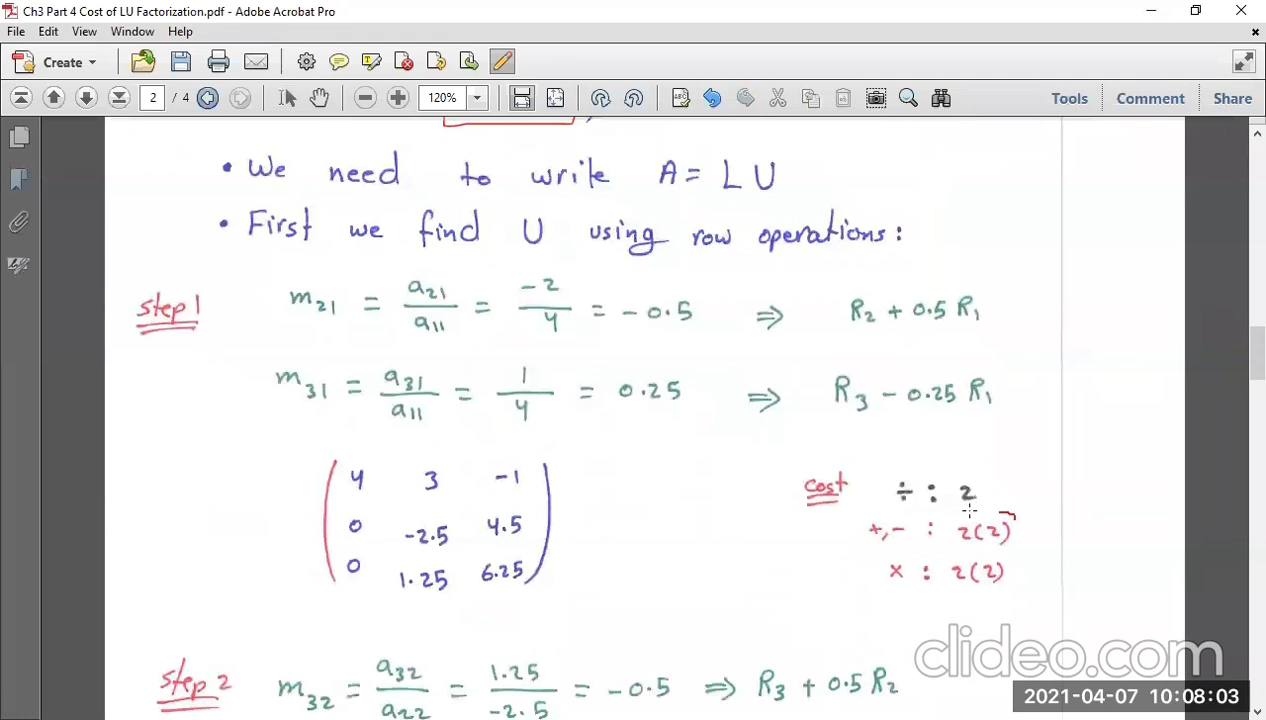 Ch3 Part 4 Cost of LU Factorization.pdf - Adobe Acrobat Pro
File Edit View Window Help
Create
2 / 4 120% Tools Comment Share
• We need to write A = L U
• First we find U using row operations :
step 1 m21 = a21/a11 = -2/4 = -0.5 ⇒ R2 + 0.5 R1
m31 = a31/a11 = 1/4 = 0.25 ⇒ R3 - 0.25 R1
4 3 -1
0 -2.5 4.5
0 1.25 6.25
cost ÷ : 2
+,- : 2(2)
× : 2(2)
step 2 m32 = a32/a22 = 1.25/-2.5 = -0.5 ⇒ R3 + 0.5 R2
clideo.com
2021-04-07 10:08:03